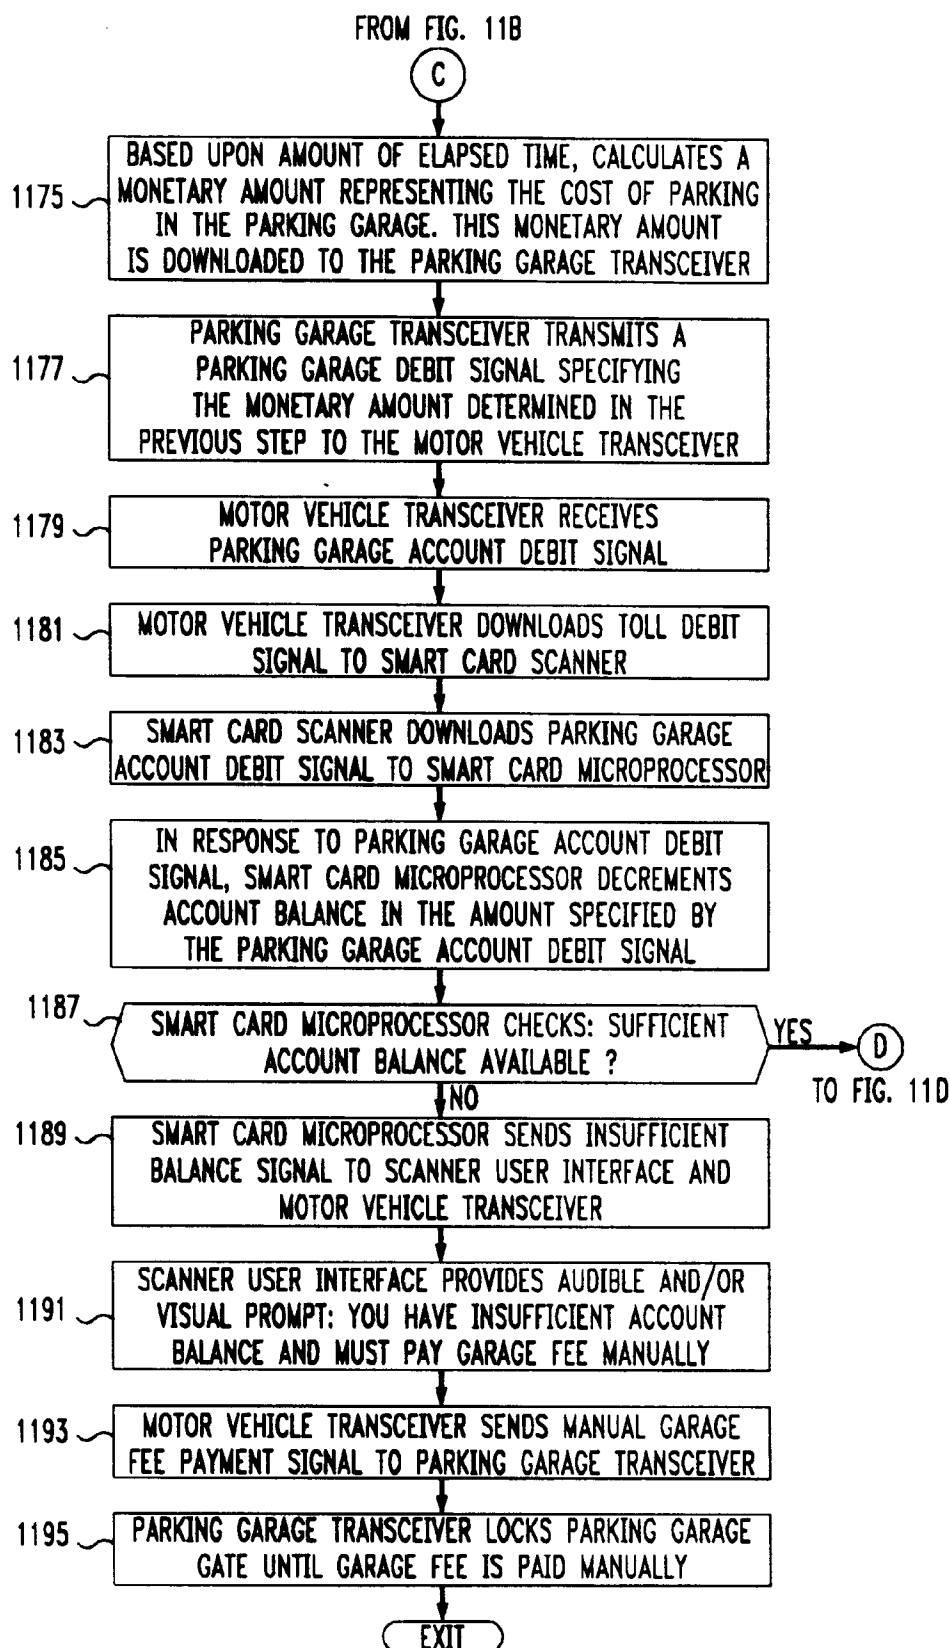 FROM FIG. 11B
C
1175
BASED UPON AMOUNT OF ELAPSED TIME, CALCULATES A
MONETARY AMOUNT REPRESENTING THE COST OF PARKING
IN THE PARKING GARAGE. THIS MONETARY AMOUNT
IS DOWNLOADED TO THE PARKING GARAGE TRANSCEIVER
1177
PARKING GARAGE TRANSCEIVER TRANSMITS A
PARKING GARAGE DEBIT SIGNAL SPECIFYING
THE MONETARY AMOUNT DETERMINED IN THE
PREVIOUS STEP TO THE MOTOR VEHICLE TRANSCEIVER
1179
MOTOR VEHICLE TRANSCEIVER RECEIVES
PARKING GARAGE ACCOUNT DEBIT SIGNAL
1181
MOTOR VEHICLE TRANSCEIVER DOWNLOADS TOLL DEBIT
SIGNAL TO SMART CARD SCANNER
1183
SMART CARD SCANNER DOWNLOADS PARKING GARAGE
ACCOUNT DEBIT SIGNAL TO SMART CARD MICROPROCESSOR
1185
IN RESPONSE TO PARKING GARAGE ACCOUNT DEBIT
SIGNAL, SMART CARD MICROPROCESSOR DECREMENTS
ACCOUNT BALANCE IN THE AMOUNT SPECIFIED BY
THE PARKING GARAGE ACCOUNT DEBIT SIGNAL
1187
SMART CARD MICROPROCESSOR CHECKS: SUFFICIENT
ACCOUNT BALANCE AVAILABLE ?
YES
D
TO FIG. 11D
NO
1189
SMART CARD MICROPROCESSOR SENDS INSUFFICIENT
BALANCE SIGNAL TO SCANNER USER INTERFACE AND
MOTOR VEHICLE TRANSCEIVER
1191
SCANNER USER INTERFACE PROVIDES AUDIBLE AND/OR
VISUAL PROMPT: YOU HAVE INSUFFICIENT ACCOUNT
BALANCE AND MUST PAY GARAGE FEE MANUALLY
1193
MOTOR VEHICLE TRANSCEIVER SENDS MANUAL GARAGE
FEE PAYMENT SIGNAL TO PARKING GARAGE TRANSCEIVER
1195
PARKING GARAGE TRANSCEIVER LOCKS PARKING GARAGE
GATE UNTIL GARAGE FEE IS PAID MANUALLY
EXIT